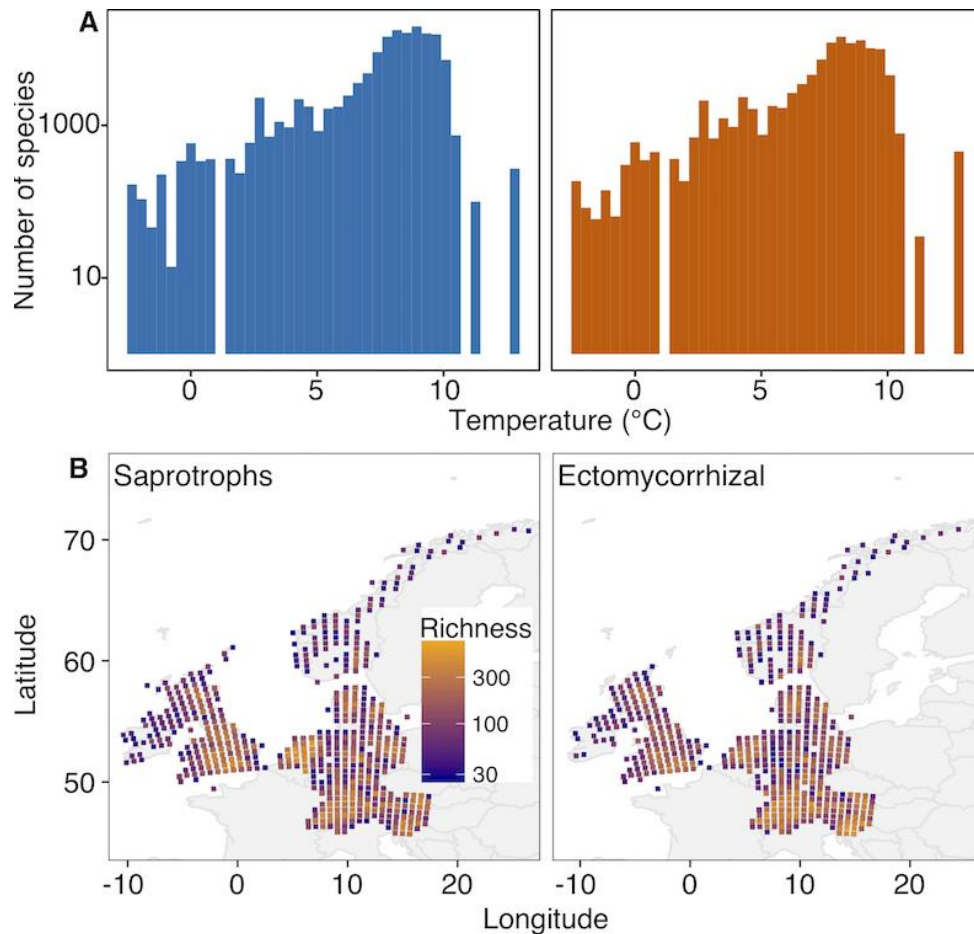 A
Number of species
1000
10
0 5 10 0 5 10
Temperature (°C)
B
Saprotrophs Ectomycorrhizal
Latitude
70
60
50
Richness
300
100
30
-10 0 10 20 -10 0 10 20
Longitude